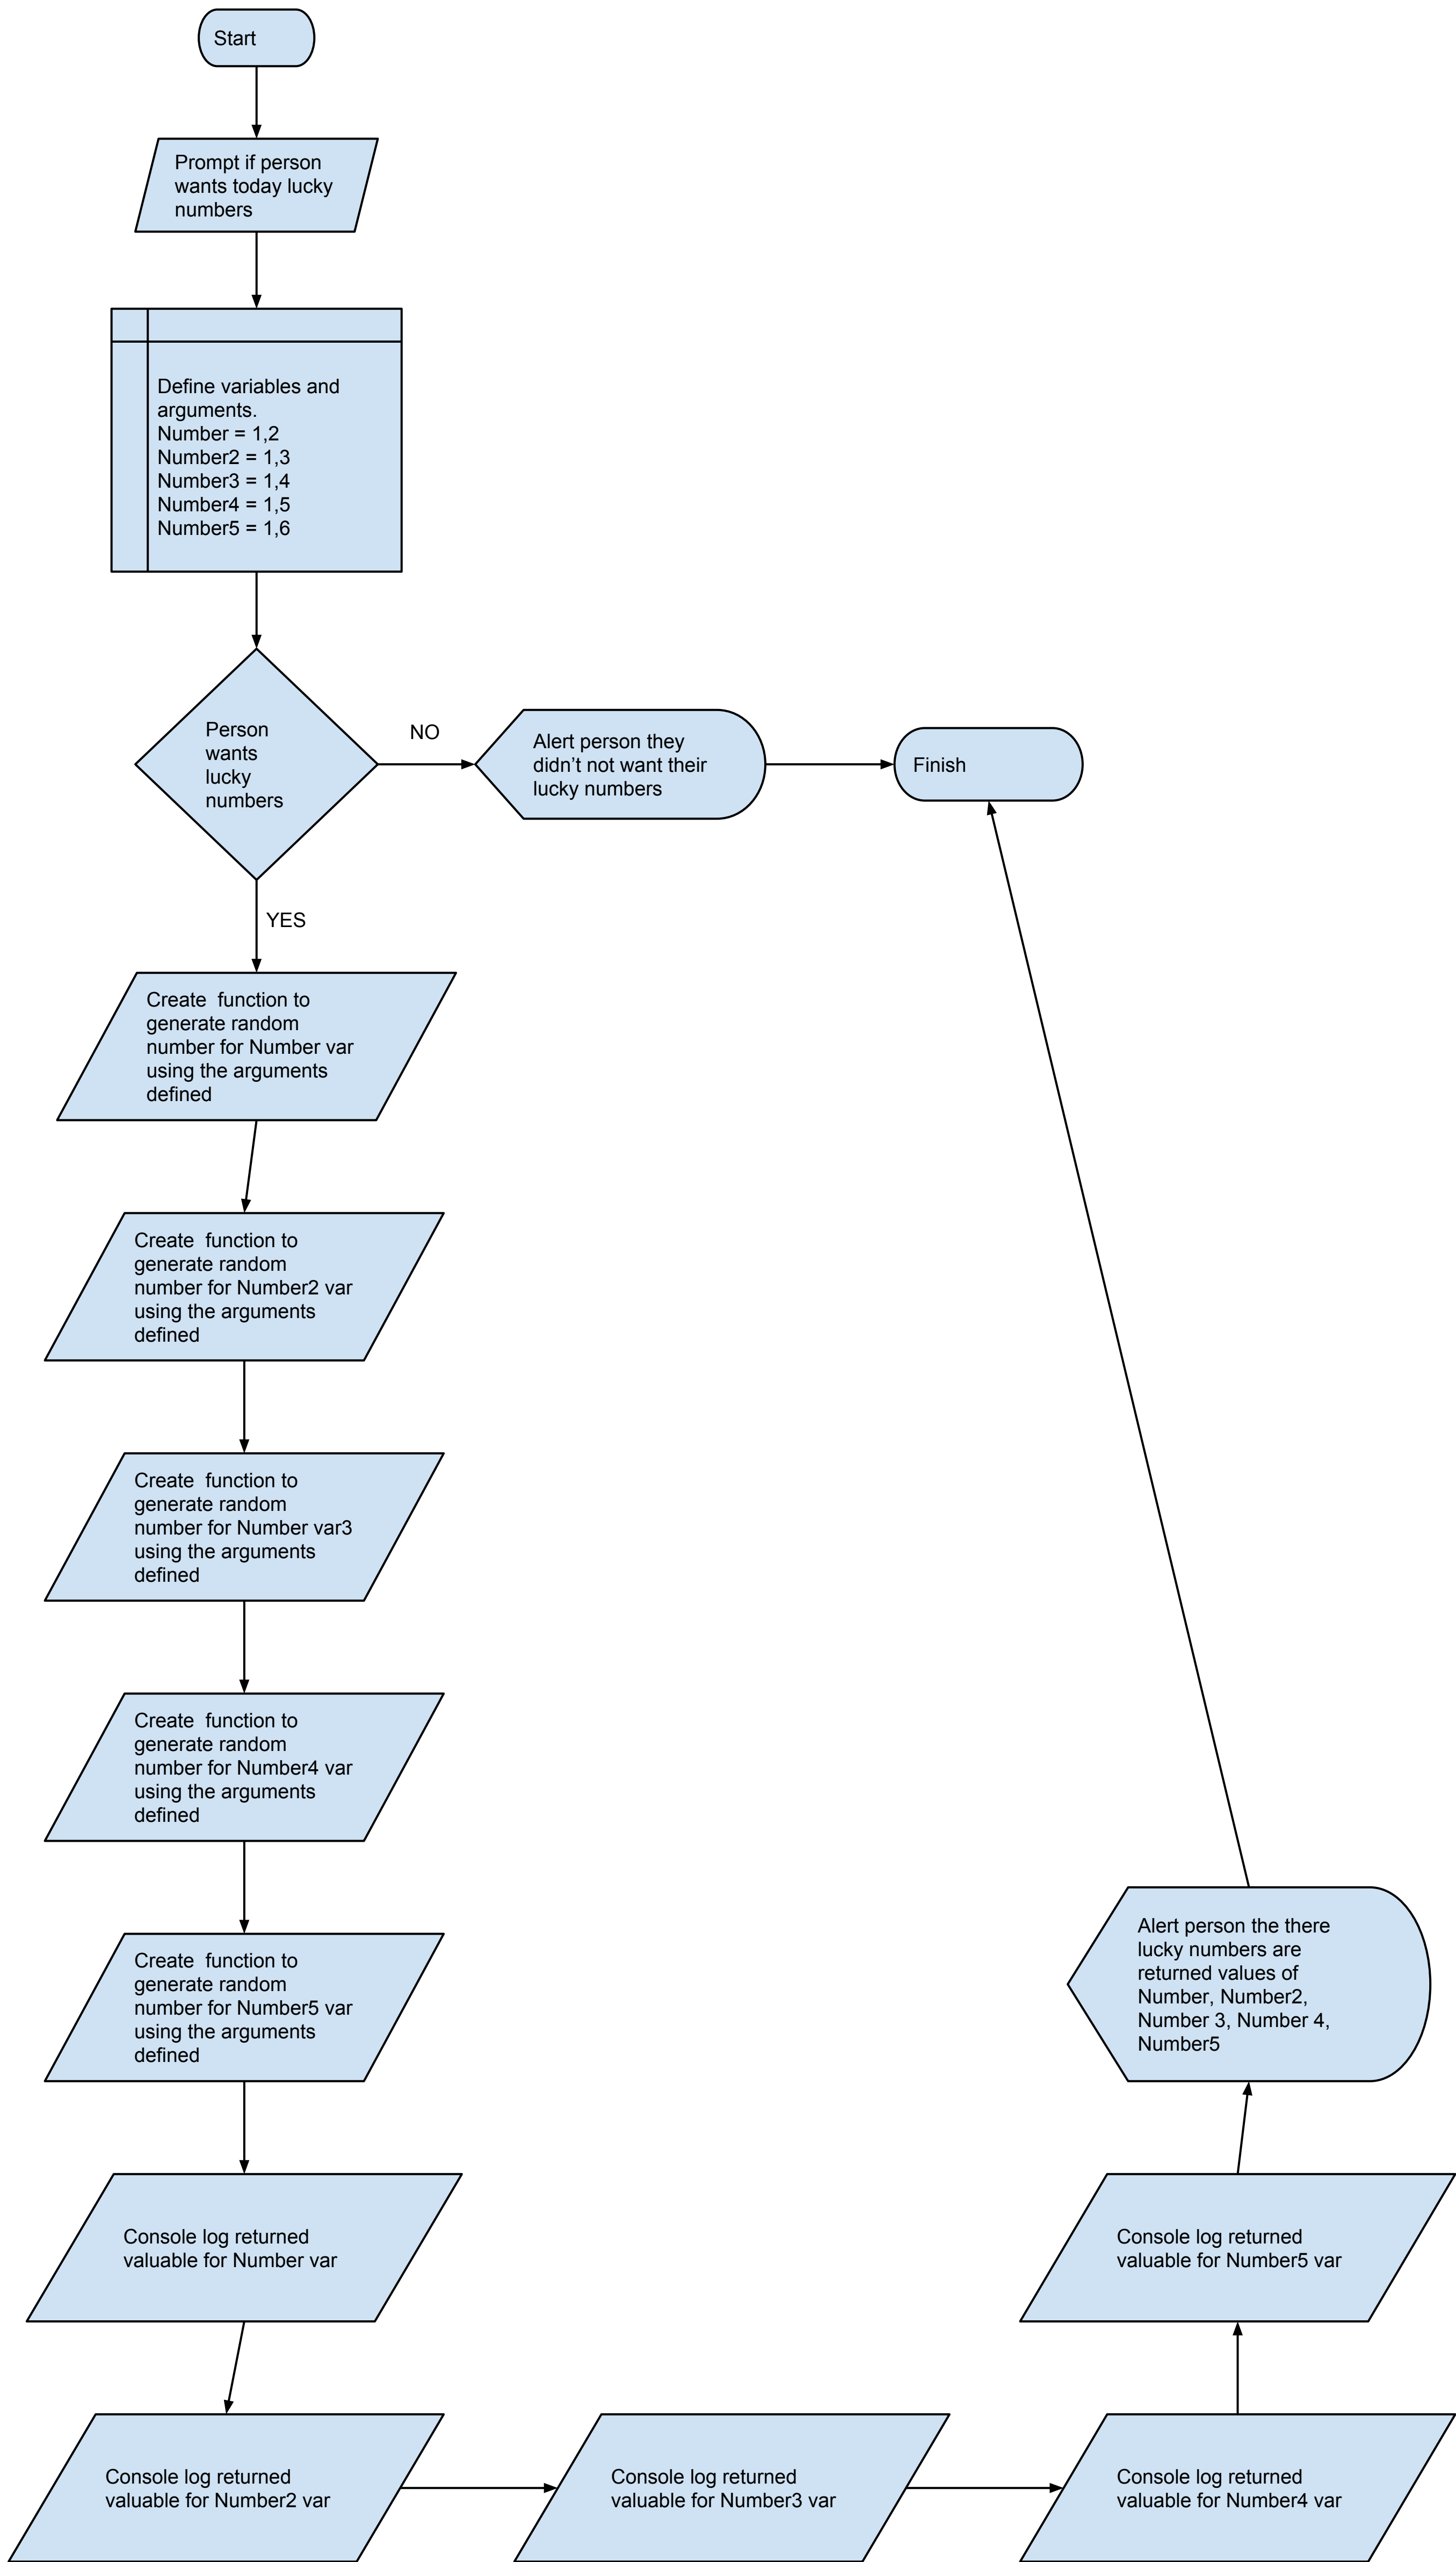 Start
Prompt if person
wants today lucky
numbers
Define variables and
arguments.
Number = 1,2
Number2 = 1,3
Number3 = 1,4
Number4 = 1,5
Number5 = 1,6
Person
wants
lucky
numbers
NO
Alert person they
didn’t not want their
lucky numbers
Finish
YES
Create  function to
generate random
number for Number var
using the arguments
defined
Create  function to
generate random
number for Number2 var
using the arguments
defined
Create  function to
generate random
number for Number var3
using the arguments
defined
Create  function to
generate random
number for Number4 var
using the arguments
defined
Create  function to
generate random
number for Number5 var
using the arguments
defined
Console log returned
valuable for Number var
Console log returned
valuable for Number2 var
Console log returned
valuable for Number3 var
Console log returned
valuable for Number4 var
Console log returned
valuable for Number5 var
Alert person the there
lucky numbers are
returned values of
Number, Number2,
Number 3, Number 4,
Number5